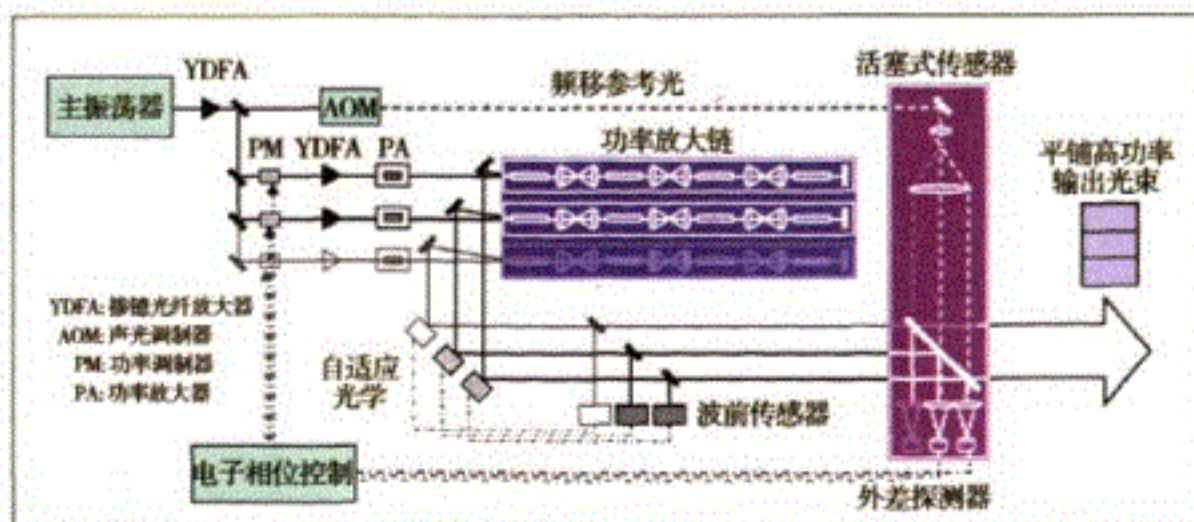 YDFA
主振荡器
AOM
频移参考光
活塞式传感器
PM
YDFA
PA
功率放大链
平铺高功率
输出光束
YDFA: 掺镱光纤放大器
AOM: 声光调制器
PM: 功率调制器
PA: 功率放大器
自适应
光学
波前传感器
电子相位控制
外差探测器